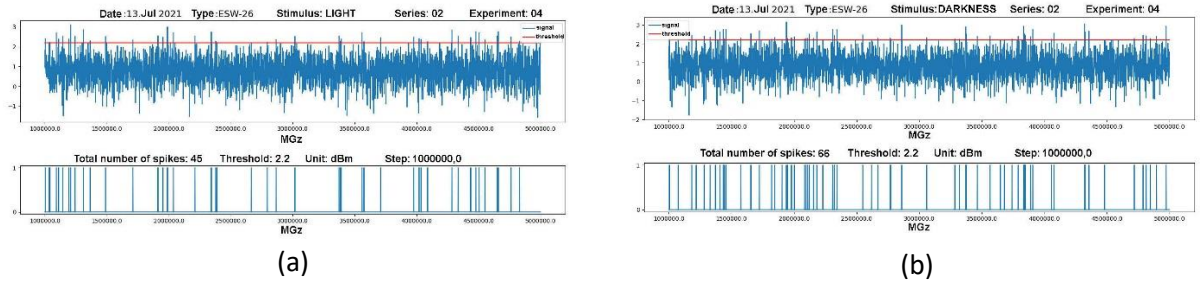 Date :13.Jul 2021 Type:ESW-26 Stimulus: LIGHT Series: 02 Experiment: 04
signal
threshold
3
2
1
0
−1
1000000.0 1500000.0 2000000.0 2500000.0 3000000.0 3500000.0 4000000.0 4500000.0 5000000.0
MGz
Total number of spikes: 45 Threshold: 2.2 Unit: dBm Step: 1000000,0
1
0
1000000.0 1500000.0 2000000.0 2500000.0 3000000.0 3500000.0 4000000.0 4500000.0 5000000.0
MGz
(a)
Date :13.Jul 2021 Type:ESW-26 Stimulus:DARKNESS Series: 02 Experiment: 04
signal
threshold
3
2
1
0
−1
−2
1000000.0 1500000.0 2000000.0 2500000.0 3000000.0 3500000.0 4000000.0 4500000.0 5000000.0
MGz
Total number of spikes: 66 Threshold: 2.2 Unit: dBm Step: 1000000,0
1
0
1000000.0 1500000.0 2000000.0 2500000.0 3000000.0 3500000.0 4000000.0 4500000.0 5000000.0
MGz
(b)